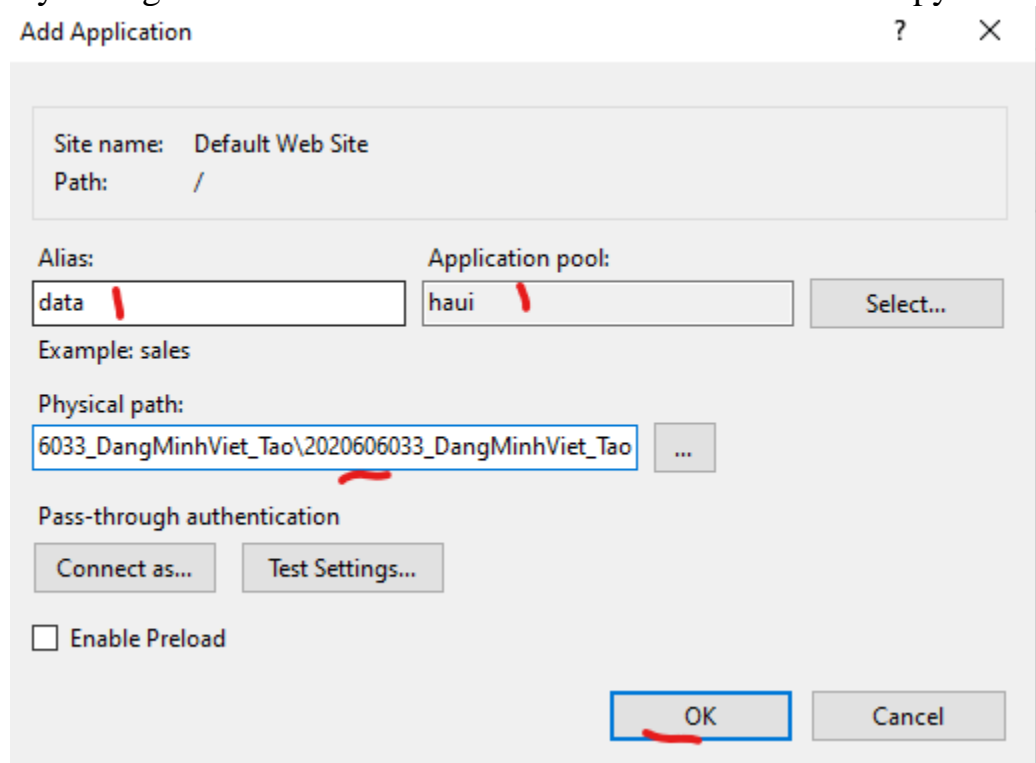 Add Application ? ×
Site name: Default Web Site
Path: /
Alias: Application pool:
data haui Select...
Example: sales
Physical path:
6033_DangMinhViet_Tao\2020606033_DangMinhViet_Tao ...
Pass-through authentication
Connect as... Test Settings...
Enable Preload
OK Cancel